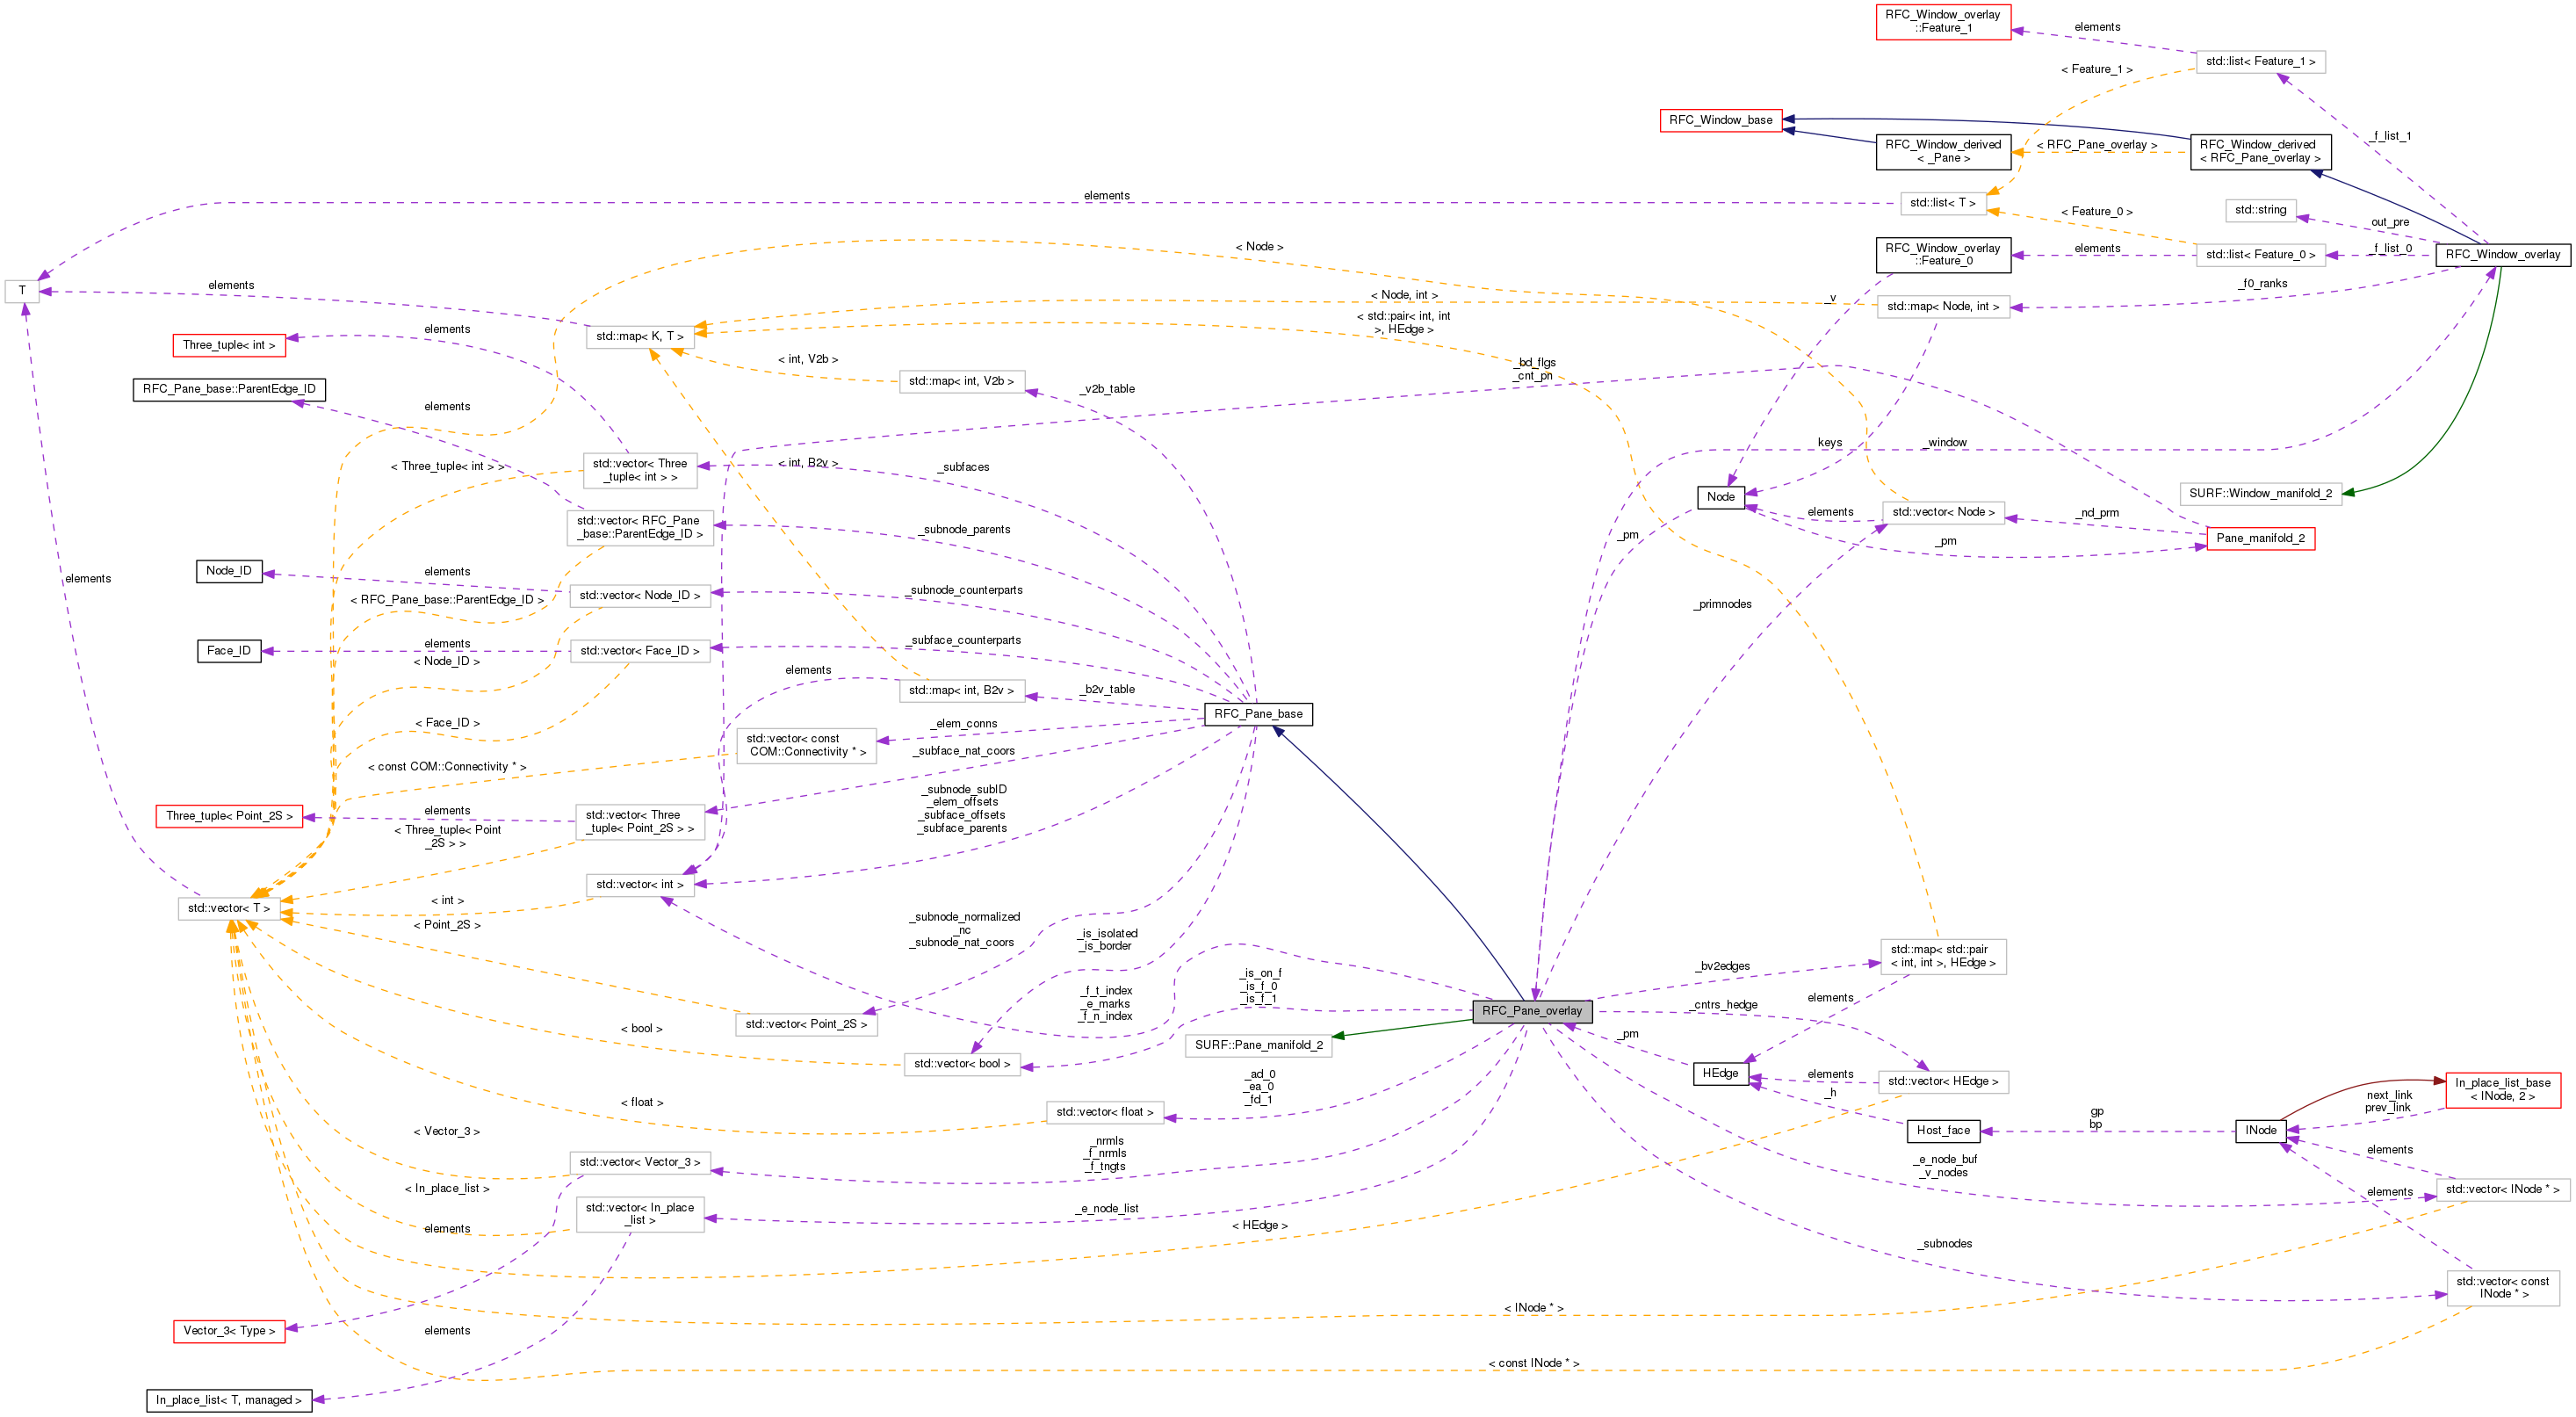 RFC_Window_overlay
::Feature_1
elements
std::list< Feature_1 >
< Feature_1 >
RFC_Window_base
_f_list_1
RFC_Window_derived
< _Pane >
< RFC_Pane_overlay >
RFC_Window_derived
< RFC_Pane_overlay >
elements
std::list< T >
std::string
< Feature_0 >
out_pre
< Node >
RFC_Window_overlay
::Feature_0
elements
std::list< Feature_0 >
_f_list_0
RFC_Window_overlay
T
elements
< Node, int >
_v
std::map< Node, int >
_f0_ranks
Three_tuple< int >
elements
std::map< K, T >
< std::pair< int, int
>, HEdge >
< int, V2b >
std::map< int, V2b >
_v2b_table
_bd_flgs
_cnt_pn
RFC_Pane_base::ParentEdge_ID
elements
< Three_tuple< int > >
std::vector< Three
_tuple< int > >
< int, B2v >
_subfaces
keys
_window
Node
SURF::Window_manifold_2
std::vector< RFC_Pane
_base::ParentEdge_ID >
_subnode_parents
_pm
elements
std::vector< Node >
_nd_prm
_pm
Pane_manifold_2
elements
Node_ID
elements
< RFC_Pane_base::ParentEdge_ID >
std::vector< Node_ID >
_subnode_counterparts
_primnodes
Face_ID
elements
< Node_ID >
std::vector< Face_ID >
_subface_counterparts
elements
std::map< int, B2v >
_b2v_table
RFC_Pane_base
< Face_ID >
std::vector< const
COM::Connectivity * >
_elem_conns
_subface_nat_coors
< const COM::Connectivity * >
Three_tuple< Point_2S >
elements
< Three_tuple< Point
_2S > >
std::vector< Three
_tuple< Point_2S > >
_subnode_subID
_elem_offsets
_subface_offsets
_subface_parents
std::vector< int >
std::vector< T >
< int >
< Point_2S >
_subnode_normalized
_nc
_subnode_nat_coors
_is_isolated
_is_border
std::map< std::pair
< int, int >, HEdge >
_bv2edges
_f_t_index
_e_marks
_f_n_index
_is_on_f
_is_f_0
_is_f_1
RFC_Pane_overlay
_cntrs_hedge
elements
< bool >
std::vector< Point_2S >
SURF::Pane_manifold_2
_pm
std::vector< bool >
HEdge
elements
std::vector< HEdge >
_h
_ad_0
_ea_0
_fd_1
< float >
std::vector< float >
In_place_list_base
< INode, 2 >
next_link
prev_link
Host_face
gp
bp
INode
< Vector_3 >
std::vector< Vector_3 >
_nrmls
_f_nrmls
_f_tngts
elements
_e_node_buf
_v_nodes
std::vector< INode * >
< In_place_list >
std::vector< In_place
_list >
_e_node_list
elements
elements
< HEdge >
_subnodes
std::vector< const
INode * >
< INode * >
Vector_3< Type >
elements
< const INode * >
In_place_list< T, managed >